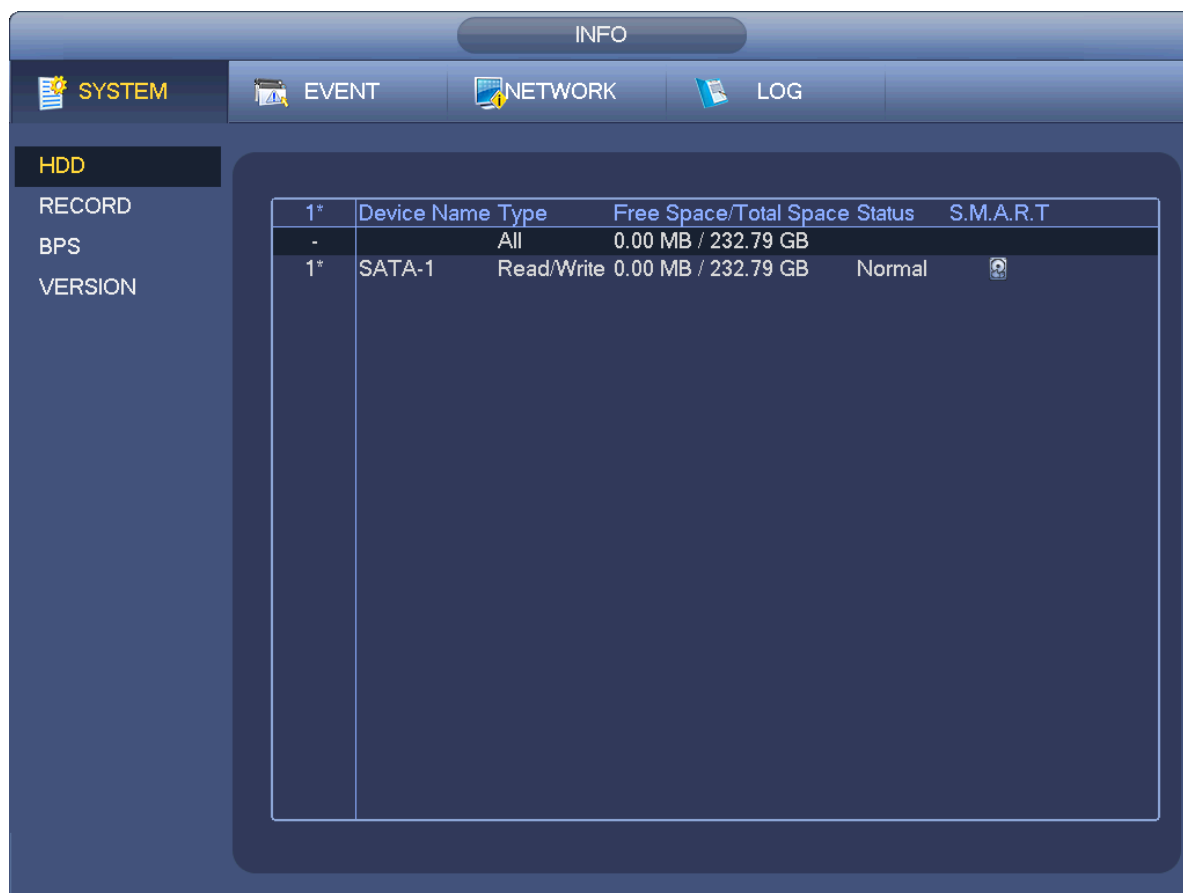 INFO
SYSTEM EVENT NETWORK LOG
HDD
RECORD
BPS
VERSION
1* Device Name Type Free Space/Total Space Status S.M.A.R.T
- All 0.00 MB / 232.79 GB
1* SATA-1 Read/Write 0.00 MB / 232.79 GB Normal